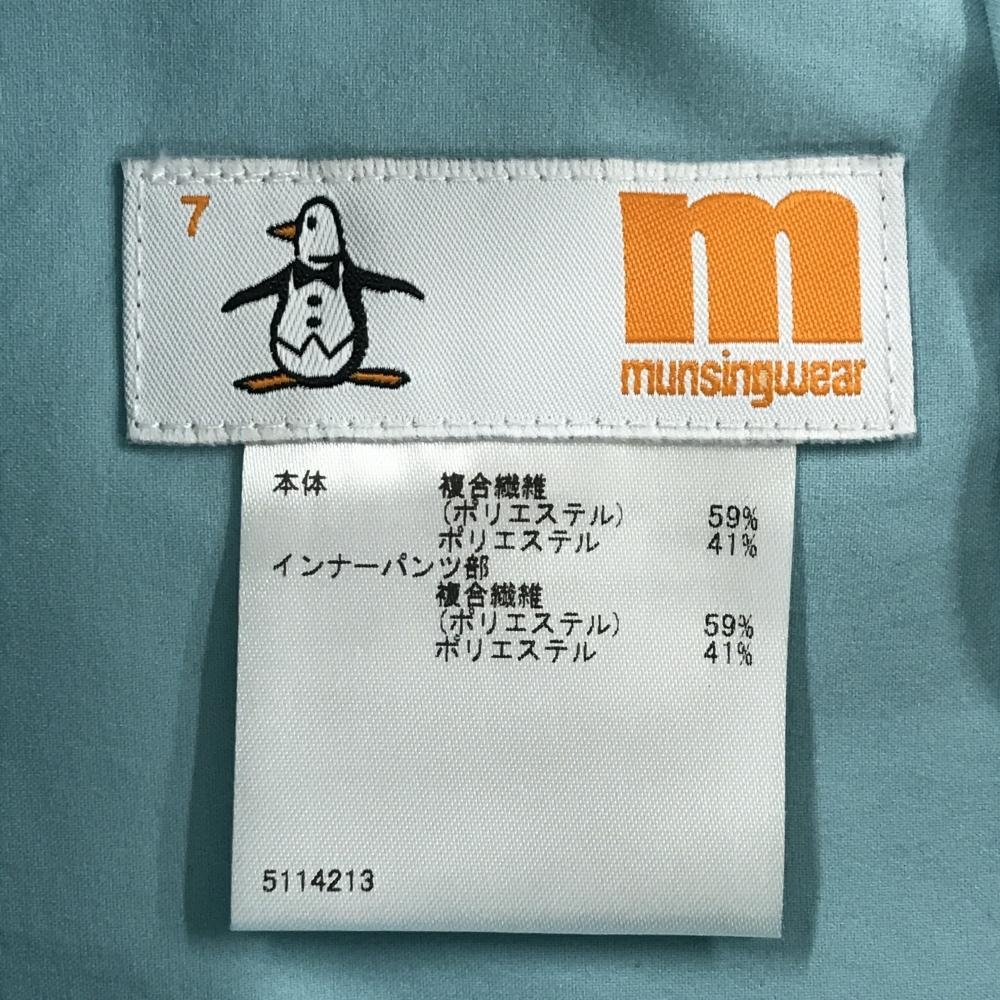 7
m
munsingwear
本体 複合繊維
(ポリエステル) 59%
ポリエステル 41%
インナーパンツ部
複合繊維
(ポリエステル) 59%
ポリエステル 41%
5114213